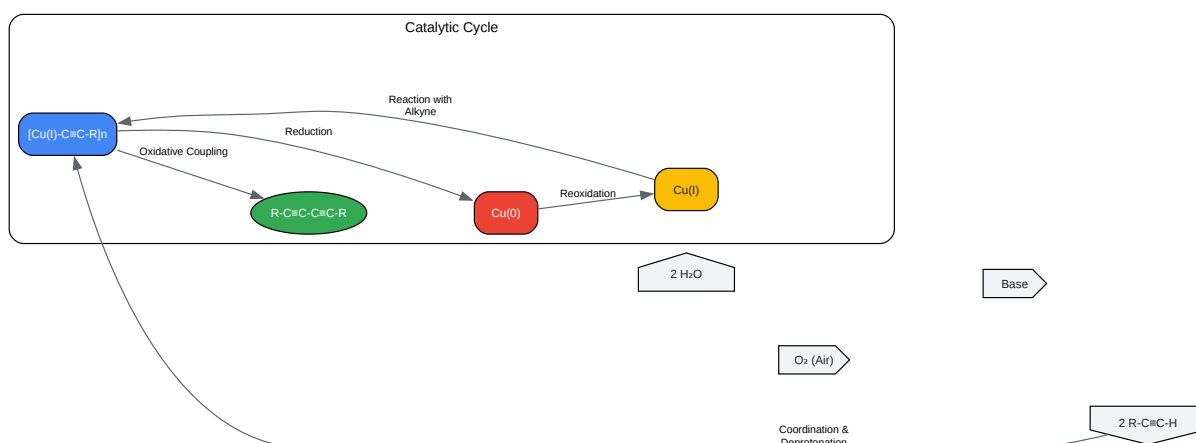 Catalytic Cycle
Reaction with
Alkyne
[Cu(I)-C≡C-R]n
Reduction
Oxidative Coupling
Cu(I)
Reoxidation
R-C≡C-C≡C-R
Cu(0)
2 H₂O
Base
O₂ (Air)
2 R-C≡C-H
Coordination &
Deprotonation